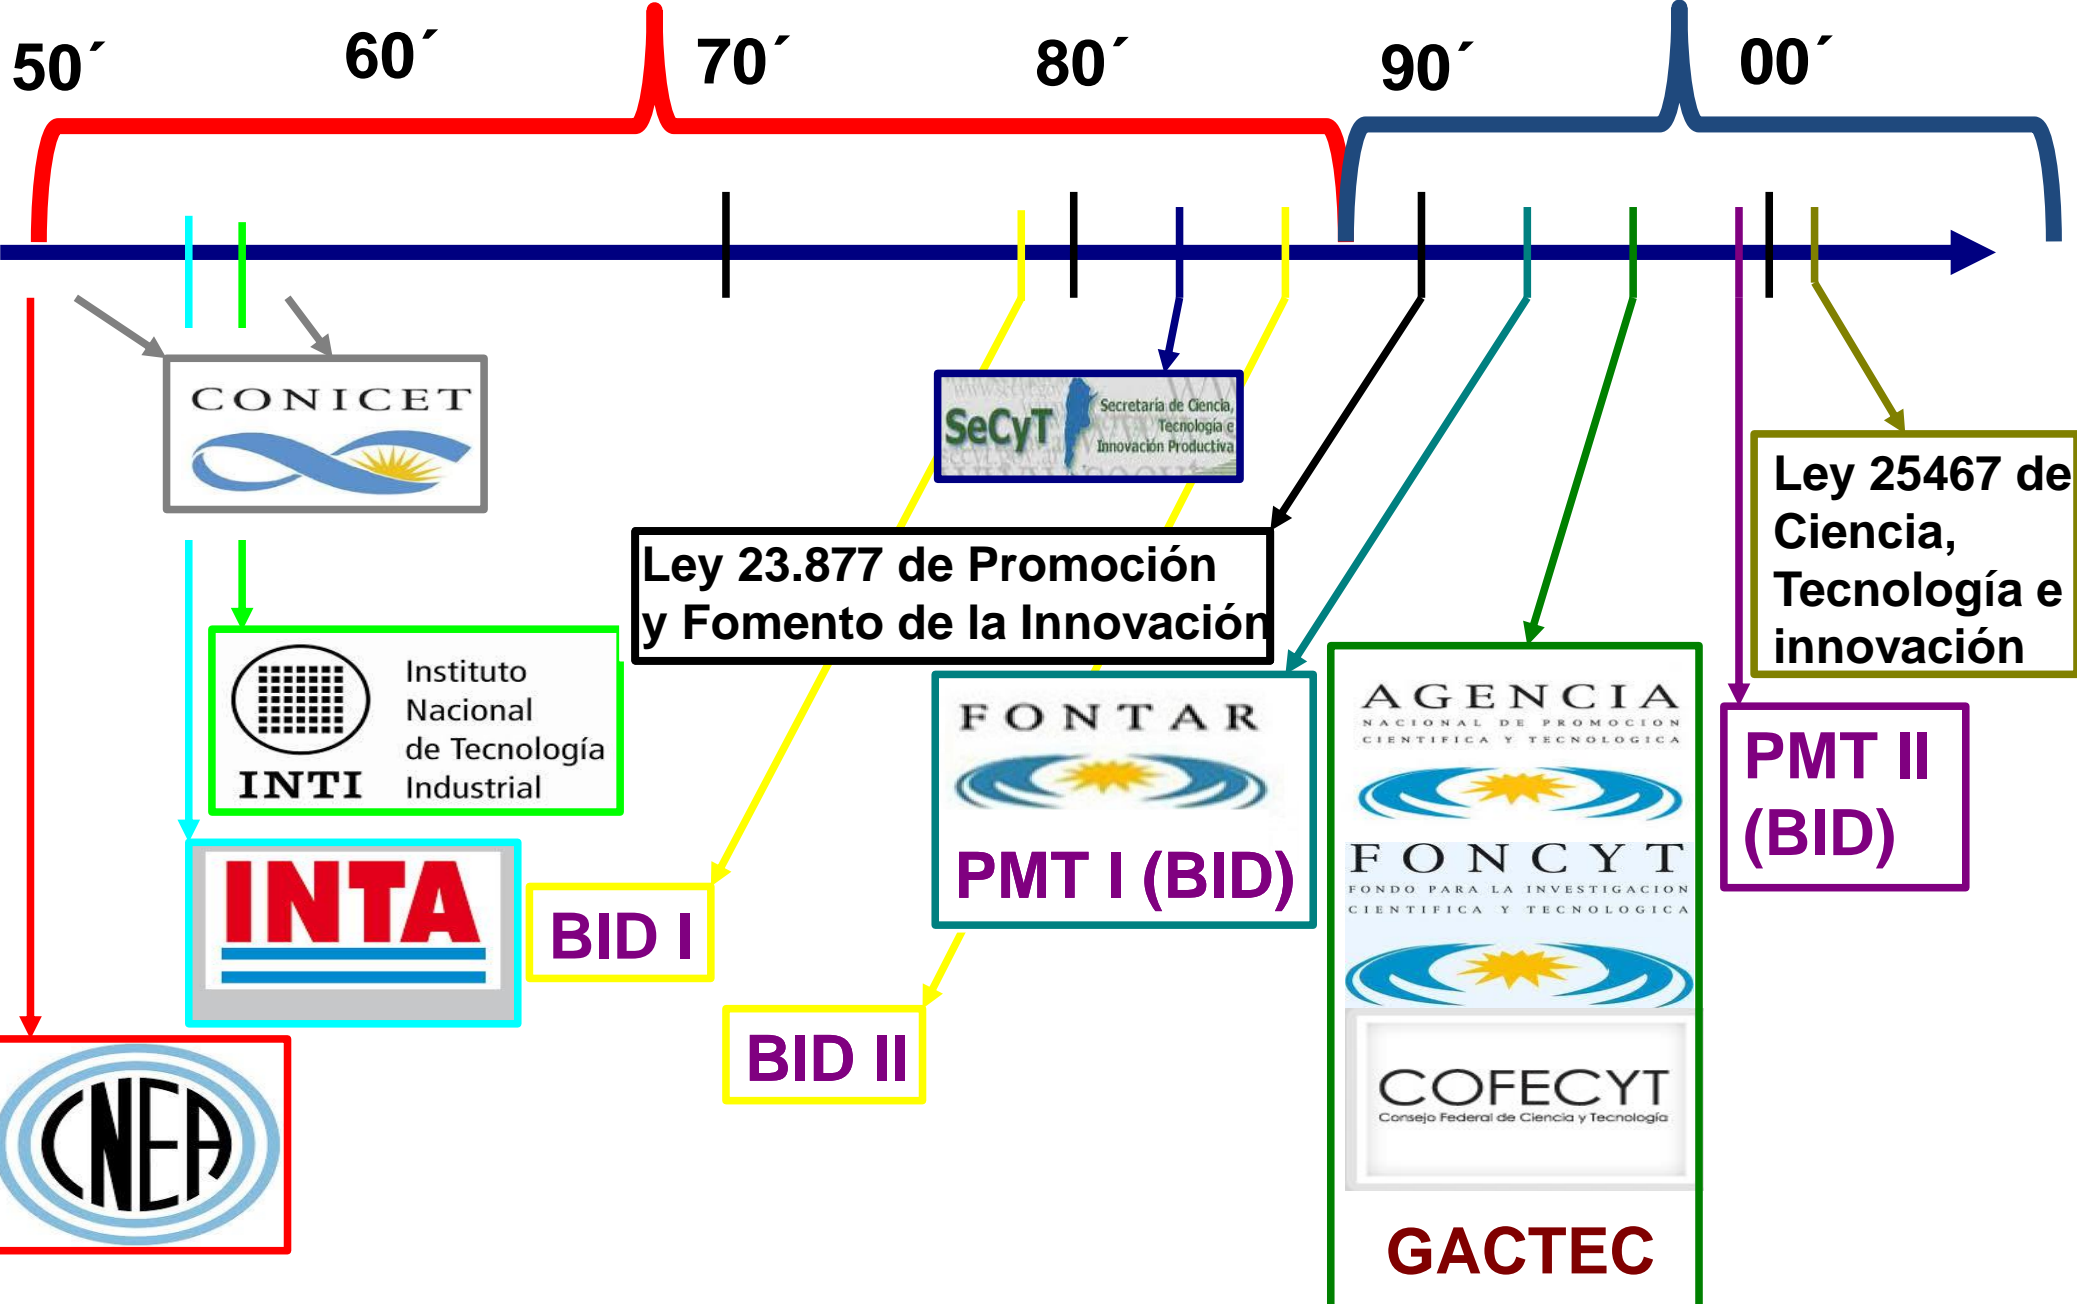 50´
60´
70´
80´
90´
00´
CONICET
SeCyT
Secretaría de Ciencia,
Tecnología e
Innovación Productiva
Ley 23.877 de Promoción
y Fomento de la Innovación
Ley 25467 de
Ciencia,
Tecnología e
innovación
INTI
Instituto
Nacional
de Tecnología
Industrial
FONTAR
PMT I (BID)
AGENCIA
NACIONAL DE PROMOCION
CIENTIFICA Y TECNOLOGICA
FONCYT
FONDO PARA LA INVESTIGACION
CIENTIFICA Y TECNOLOGICA
COFECYT
Consejo Federal de Ciencia y Tecnología
GACTEC
PMT II
(BID)
INTA
BID I
BID II
CNEA